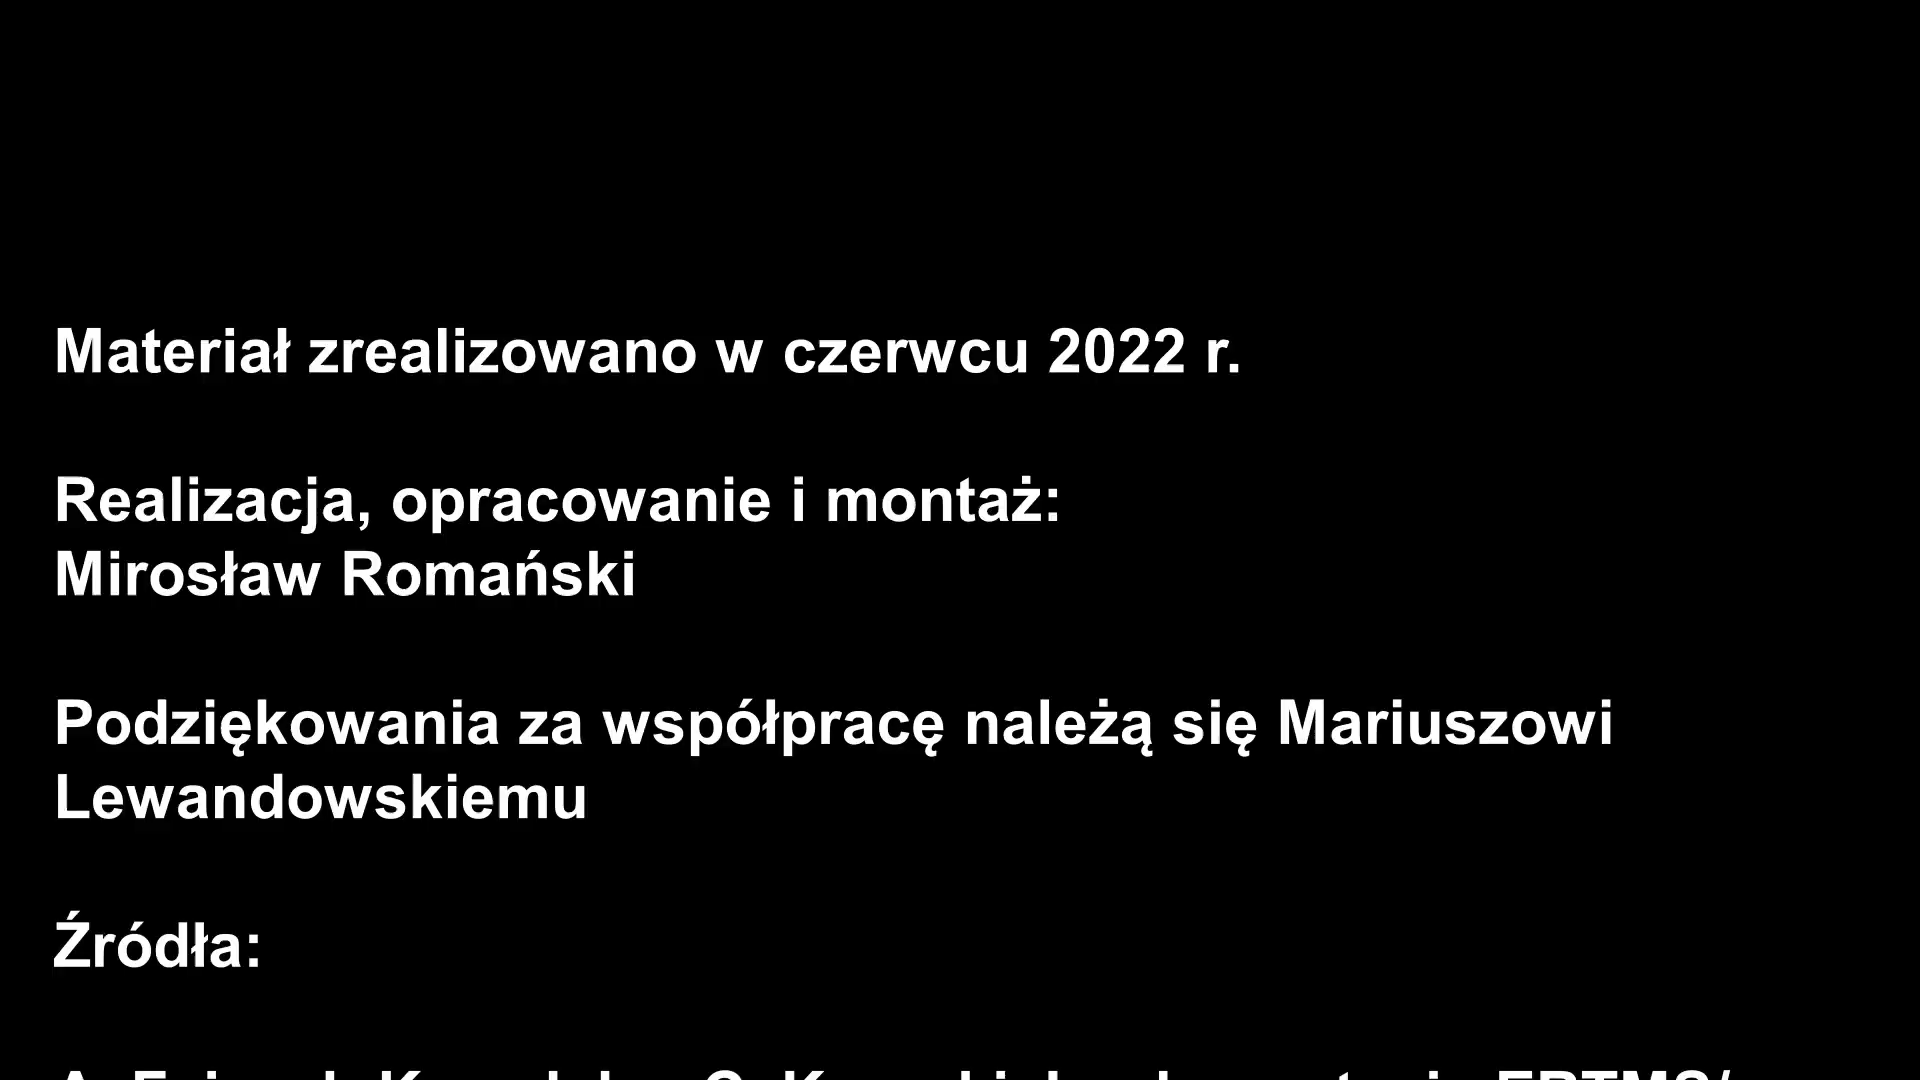 Materiał zrealizowano w czerwcu 2022 r.
Realizacja, opracowanie i montaż:
Mirosław Romański
Podziękowania za współpracę należą się Mariuszowi
Lewandowskiemu
Źródła: